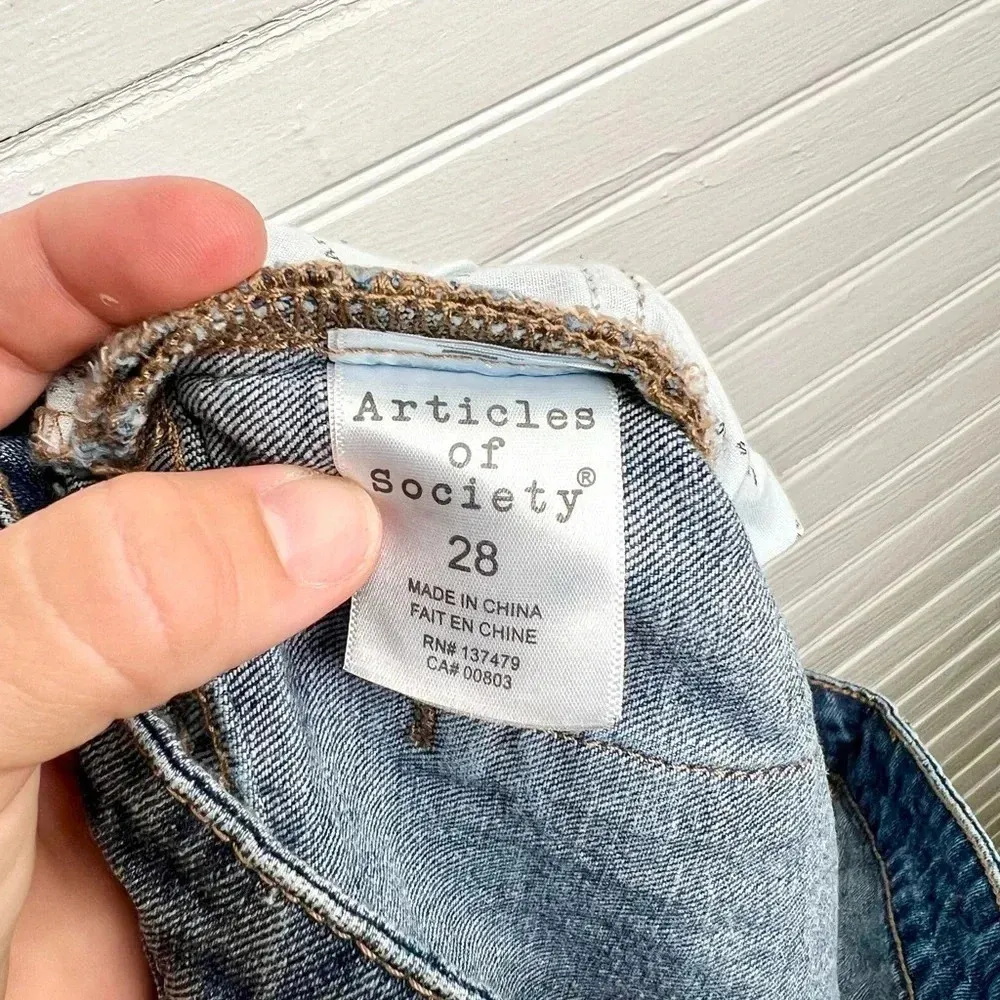 Articles
of
Society®
28
MADE IN CHINA
FAIT EN CHINE
RN# 137479
CA# 00803